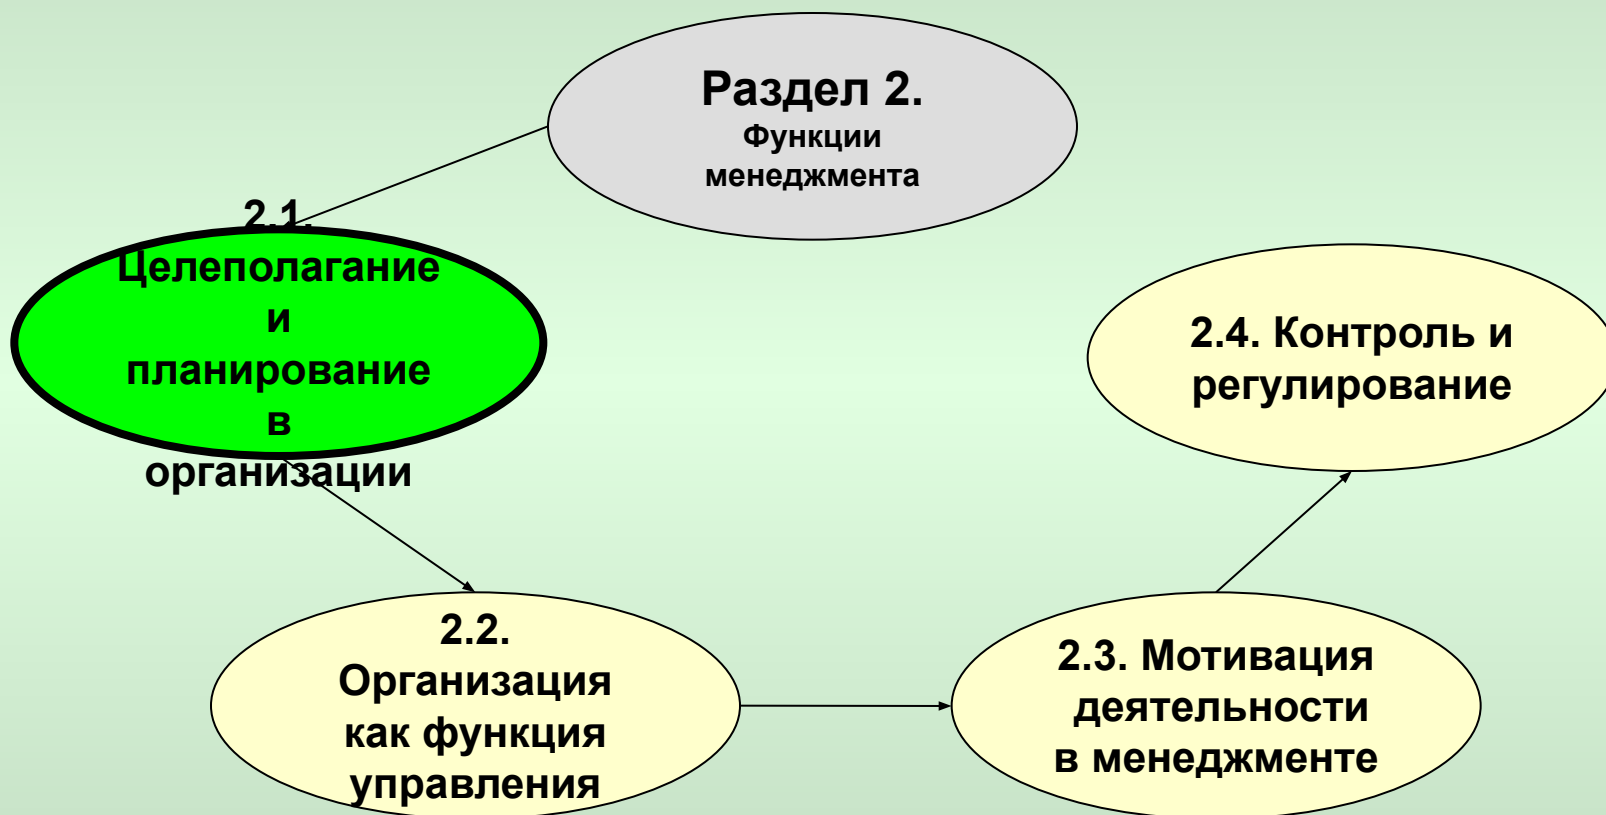 Раздел 2.
Функции
менеджмента
2.1.
Целеполагание
и
планирование
в
организации
2.2.
Организация
как функция
управления
2.3. Мотивация
деятельности
в менеджменте
2.4. Контроль и
регулирование